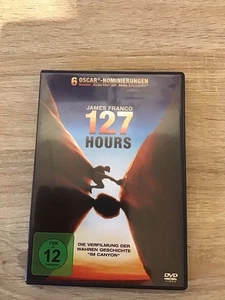 6 OSCAR®-NOMINIERUNGEN
JAMES FRANCO
127
HOURS
DIE VERFILMUNG DER
WAHREN GESCHICHTE
"IM CANYON"
FSK
12
DVD